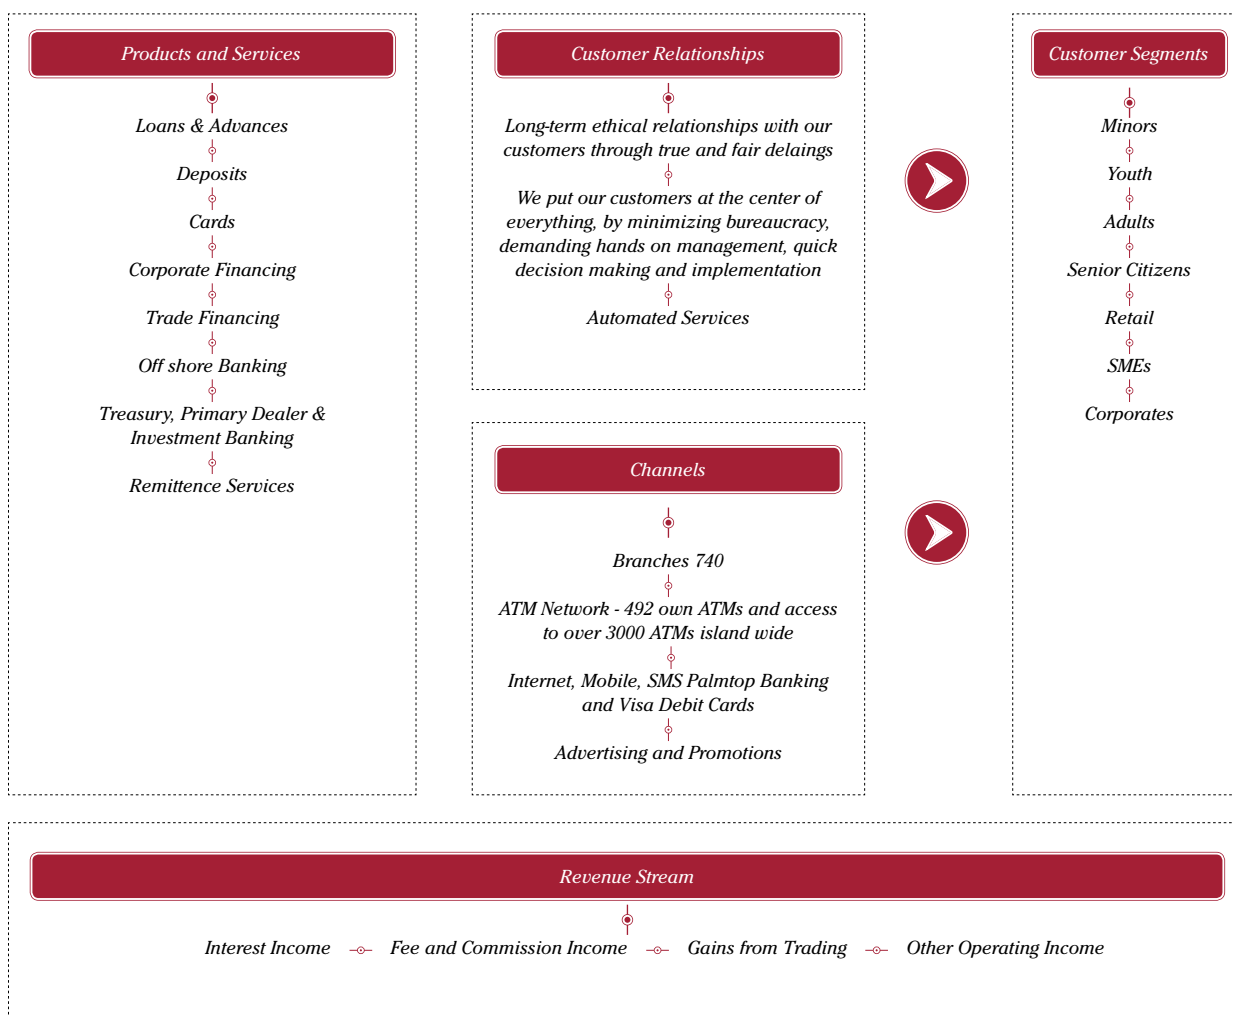 Products and Services
Loans & Advances
Deposits
Cards
Corporate Financing
Trade Financing
Off shore Banking
Treasury, Primary Dealer &
Investment Banking
Remittence Services
Customer Relationships
Long-term ethical relationships with our
customers through true and fair delaings
We put our customers at the center of
everything, by minimizing bureaucracy,
demanding hands on management, quick
decision making and implementation
Automated Services
Channels
Branches 740
ATM Network - 492 own ATMs and access
to over 3000 ATMs island wide
Internet, Mobile, SMS Palmtop Banking
and Visa Debit Cards
Advertising and Promotions
Customer Segments
Minors
Youth
Adults
Senior Citizens
Retail
SMEs
Corporates
Revenue Stream
Interest Income Fee and Commission Income Gains from Trading Other Operating Income